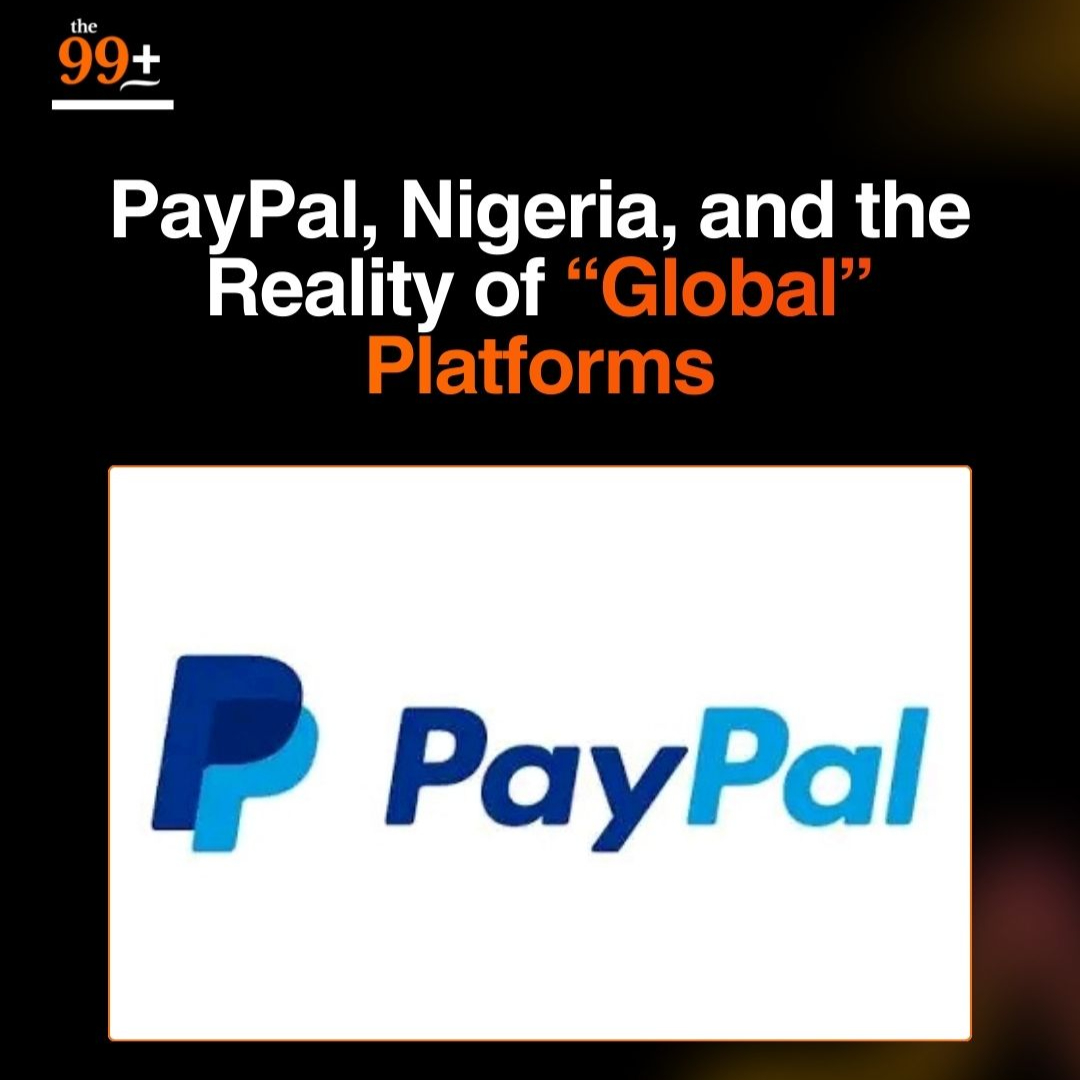 the
99+
PayPal, Nigeria, and the
Reality of “Global”
Platforms
PayPal